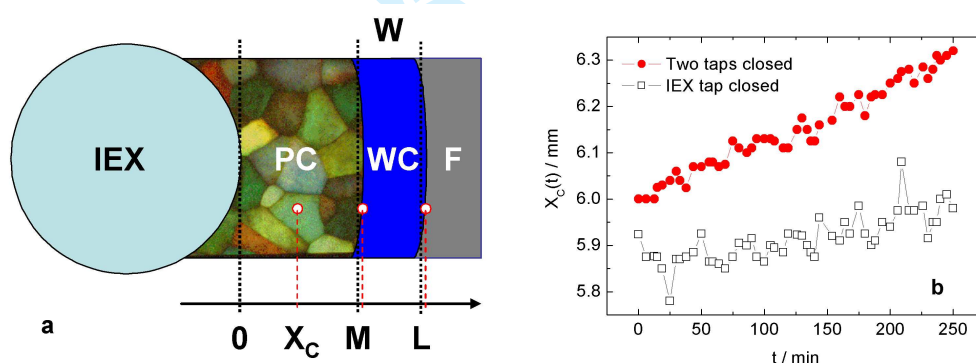 W
IEX PC WC F
0 X_C M L
a
Two taps closed
IEX tap closed
X_C(t) / mm
6.3
6.2
6.1
6.0
5.9
5.8
0 50 100 150 200 250
t / min
b